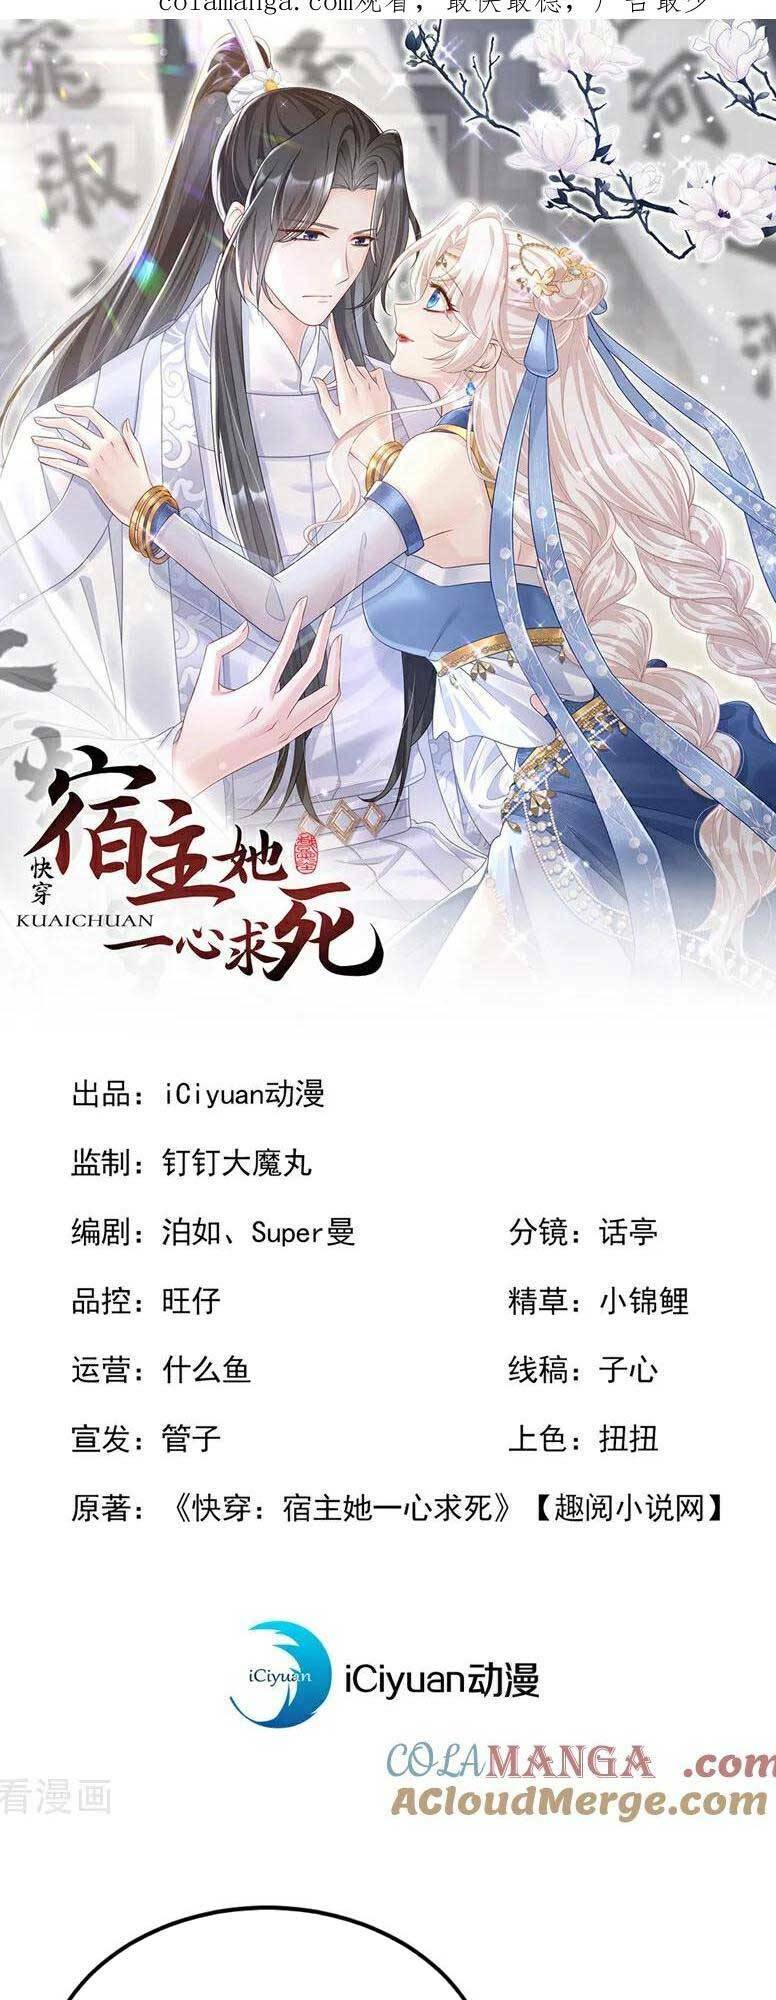 colamanga.com观看，最快最稳，广告最少
窕
淑
河
快穿
KUAICHUAN
宿主她
一心求死
出品：iCiyuan动漫
监制：钉钉大魔丸
编剧：泊如、Super曼
分镜：话亭
品控：旺仔
精草：小锦鲤
运营：什么鱼
线稿：子心
宣发：管子
上色：扭扭
原著：《快穿：宿主她一心求死》【趣阅小说网】
iCiyuan
iCiyuan动漫
COLAMANGA.com
看漫画
ACloudMerge.com